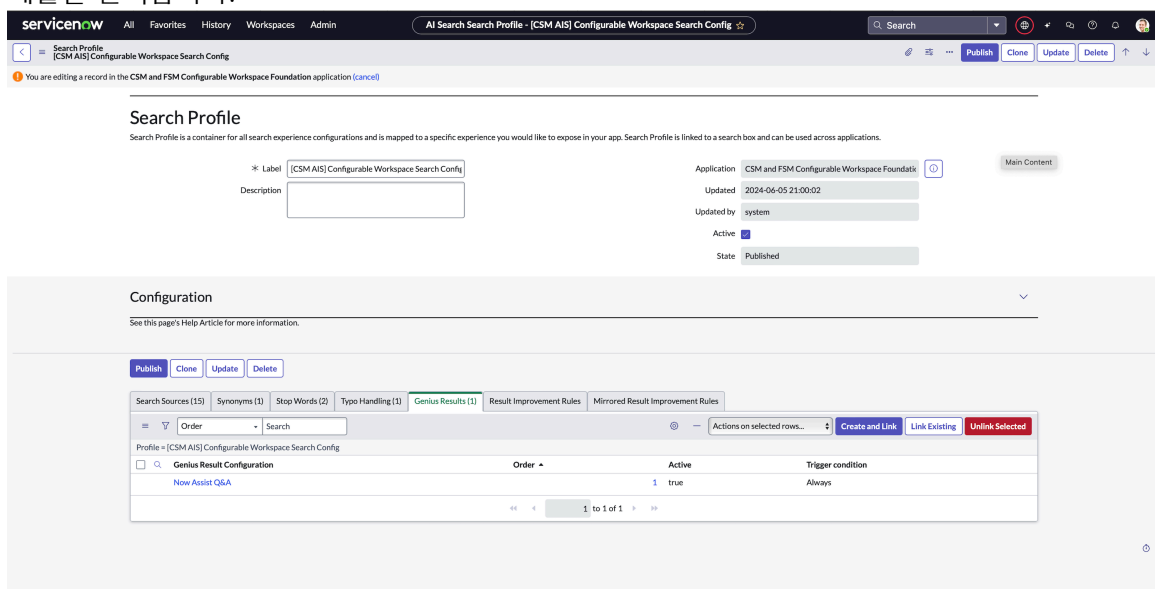 servicenow All Favorites History Workspaces Admin AI Search Search Profile - [CSM AIS] Configurable Workspace Search Config Search
Search Profile
[CSM AIS] Configurable Workspace Search Config
Publish Clone Update Delete
You are editing a record in the CSM and FSM Configurable Workspace Foundation application (cancel)
Search Profile
Search Profile is a container for all search experience configurations and is mapped to a specific experience you would like to expose in your app. Search Profile is linked to a search box and can be used across applications.
Label [CSM AIS] Configurable Workspace Search Config
Application CSM and FSM Configurable Workspace Foundatic
Main Content
Description
Updated 2024-06-05 21:00:02
Updated by system
Active
State Published
Configuration
See this page's Help Article for more information.
Publish Clone Update Delete
Search Sources (15) Synonyms (1) Stop Words (2) Typo Handling (1) Genius Results (1) Result Improvement Rules Mirrored Result Improvement Rules
Order Search Actions on selected rows... Create and Link Link Existing Unlink Selected
Profile = [CSM AIS] Configurable Workspace Search Config
Genius Result Configuration Order Active Trigger condition
Now Assist Q&A 1 true Always
1 to 1 of 1